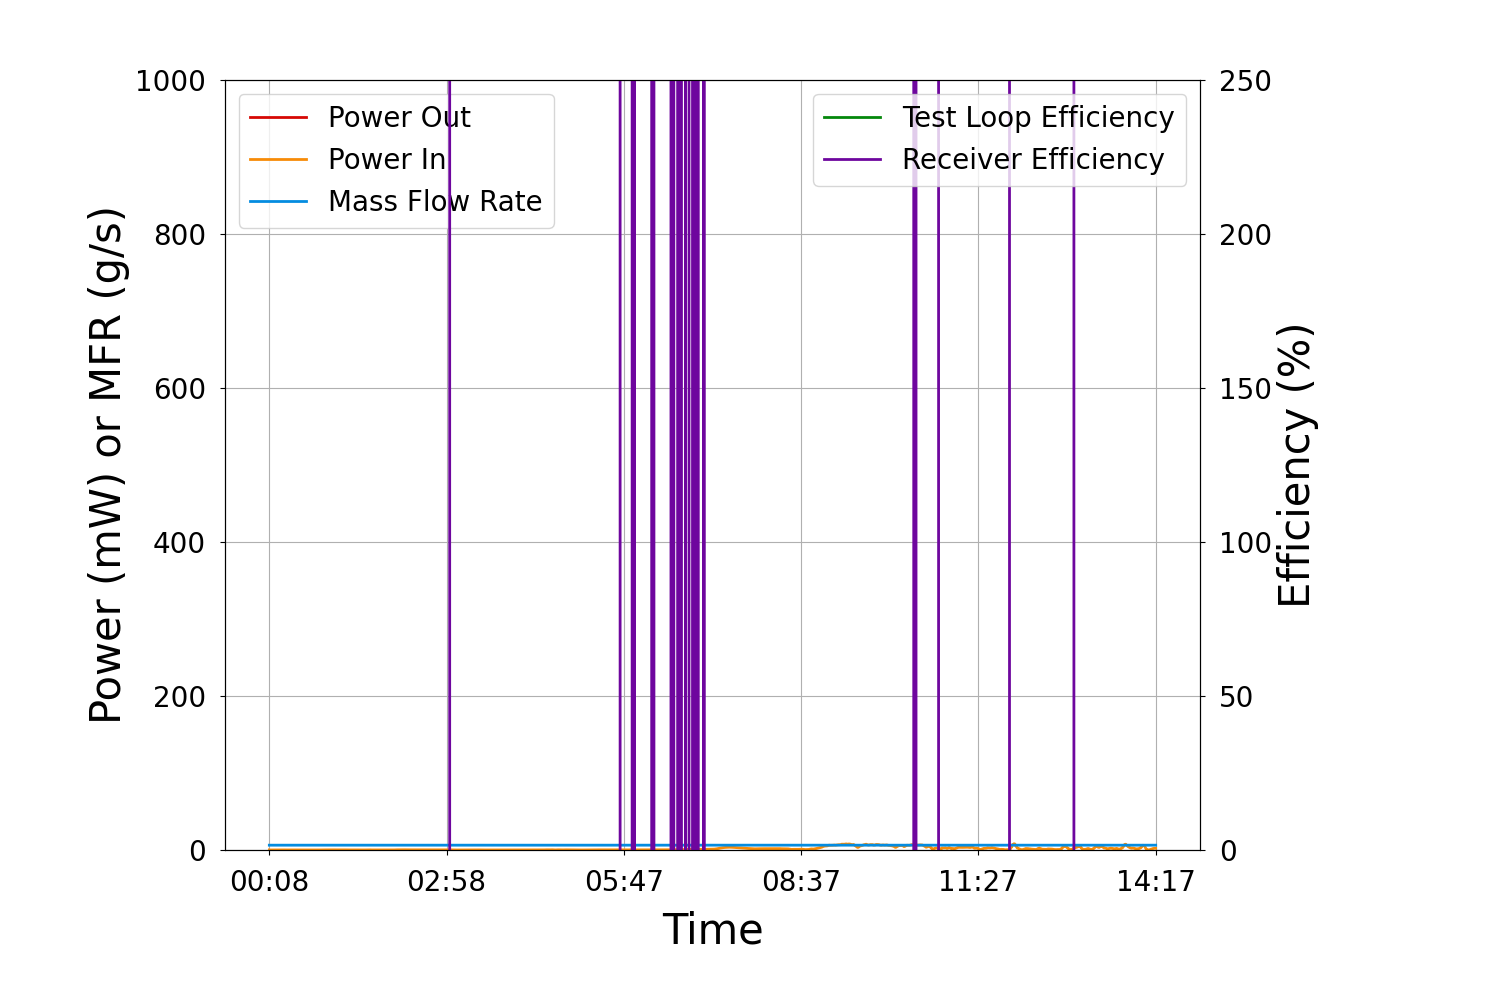 1000
800
600
400
200
0
Power (mW) or MFR (g/s)
Power Out
Power In
Mass Flow Rate
Test Loop Efficiency
Receiver Efficiency
250
200
150
100
50
0
Efficiency (%)
00:08 02:58 05:47 08:37 11:27 14:17
Time